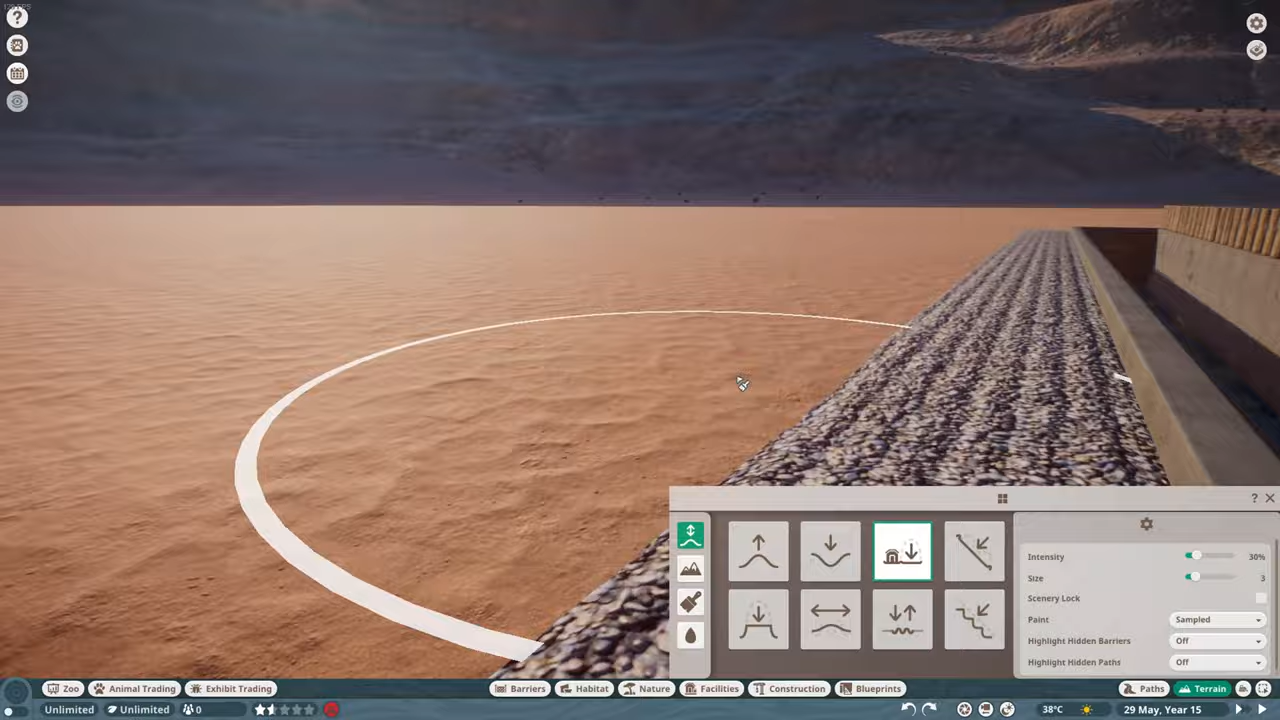 ?
? ×
Intensity 30%
Size 3
Scenery Lock
Paint Sampled
Highlight Hidden Barriers Off
Highlight Hidden Paths Off
Zoo Animal Trading Exhibit Trading Barriers Habitat Nature Facilities Construction Blueprints Paths Terrain
Unlimited Unlimited 0 38°C 29 May, Year 15